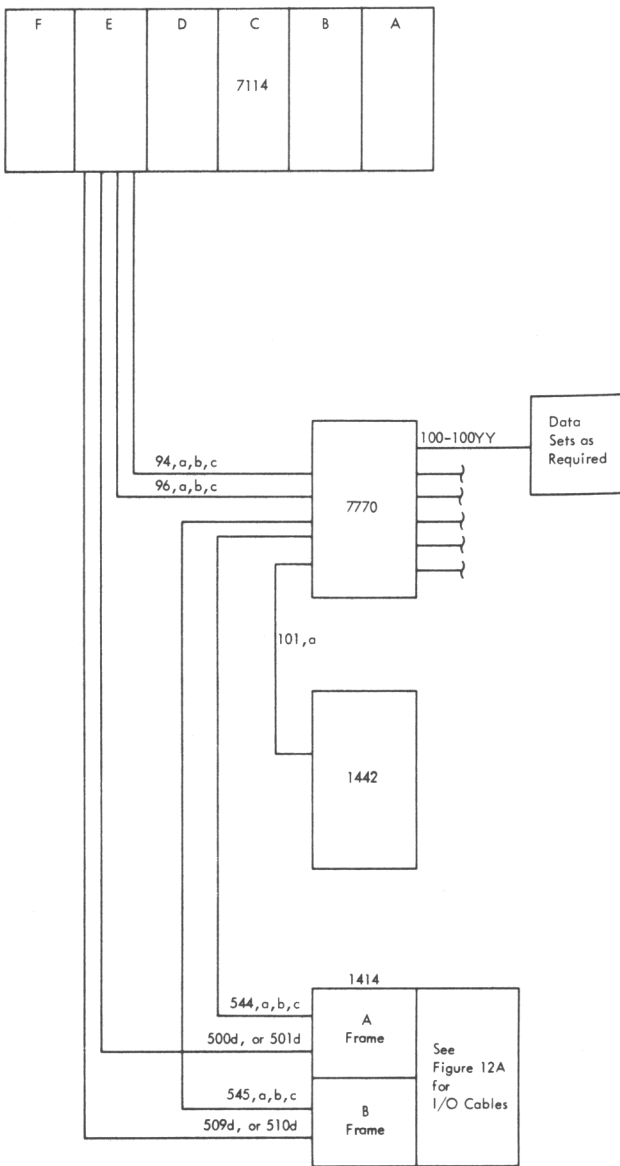 F E D C B A
7114
100-100YY
Data
Sets as
Required
94,a,b,c
96,a,b,c
7770
101,a
1442
1414
544,a,b,c
A
Frame
500d, or 501d
See
Figure 12A
for
I/O Cables
545,a,b,c
B
Frame
509d, or 510d